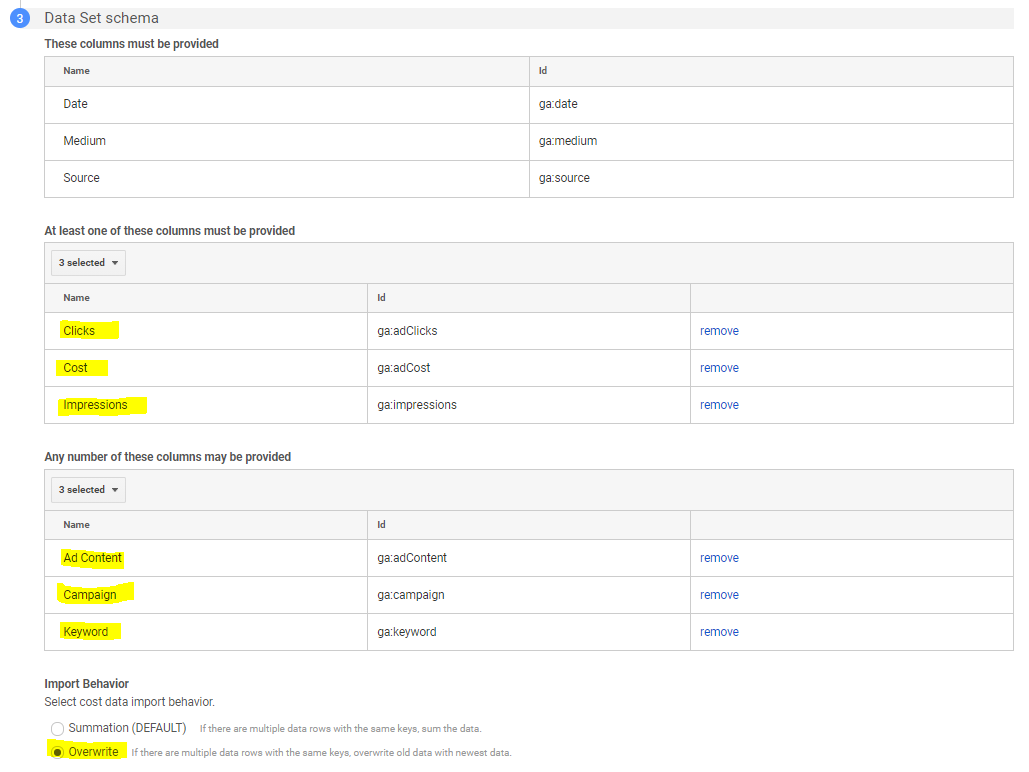 3 Data Set schema
These columns must be provided
Name Id
Date ga:date
Medium ga:medium
Source ga:source
At least one of these columns must be provided
3 selected
Name Id
Clicks ga:adClicks remove
Cost ga:adCost remove
Impressions ga:impressions remove
Any number of these columns may be provided
3 selected
Name Id
Ad Content ga:adContent remove
Campaign ga:campaign remove
Keyword ga:keyword remove
Import Behavior
Select cost data import behavior.
Summation (DEFAULT) If there are multiple data rows with the same keys, sum the data.
Overwrite If there are multiple data rows with the same keys, overwrite old data with newest data.